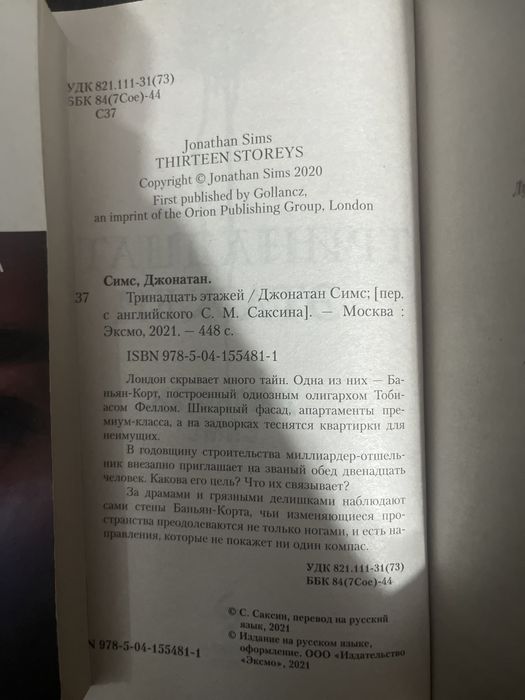 УДК 821.111-31(73)
ББК 84(7Сое)-44
С37
Jonathan Sims
THIRTEEN STOREYS
Copyright © Jonathan Sims 2020
First published by Gollancz,
an imprint of the Orion Publishing Group, London
Симс, Джонатан.
37 Тринадцать этажей / Джонатан Симс; [пер.
с английского С. М. Саксина]. — Москва :
Эксмо, 2021. — 448 с.
ISBN 978-5-04-155481-1
Лондон скрывает много тайн. Одна из них — Ба-
ньян-Корт, построенный одиозным олигархом Тоби-
асом Феллом. Шикарный фасад, апартаменты пре-
миум-класса, а на задворках теснятся квартирки для
неимущих.
В годовщину строительства миллиардер-отшель-
ник внезапно приглашает на званый обед двенадцать
человек. Какова его цель? Что их связывает?
За драмами и грязными делишками наблюдают
сами стены Баньян-Корта, чьи изменяющиеся про-
странства преодолеваются не только ногами, и есть на-
правления, которые не покажет ни один компас.
УДК 821.111-31(73)
ББК 84(7Сое)-44
© С. Саксин, перевод на русский
язык, 2021
© Издание на русском языке,
оформление. ООО «Издательство
«Эксмо», 2021
N 978-5-04-155481-1